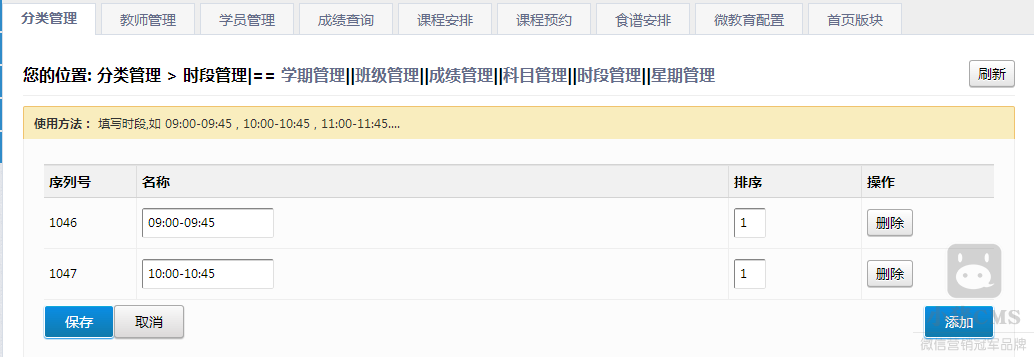 分类管理 教师管理 学员管理 成绩查询 课程安排 课程预约 食谱安排 微教育配置 首页版块
您的位置: 分类管理 > 时段管理|== 学期管理||班级管理||成绩管理||科目管理||时段管理||星期管理 刷新
使用方法： 填写时段,如 09:00-09:45 , 10:00-10:45 , 11:00-11:45....
序列号 名称 排序 操作
1046 09:00-09:45 1 删除
1047 10:00-10:45 1 删除
保存 取消 添加 MS
微信营销冠军品牌